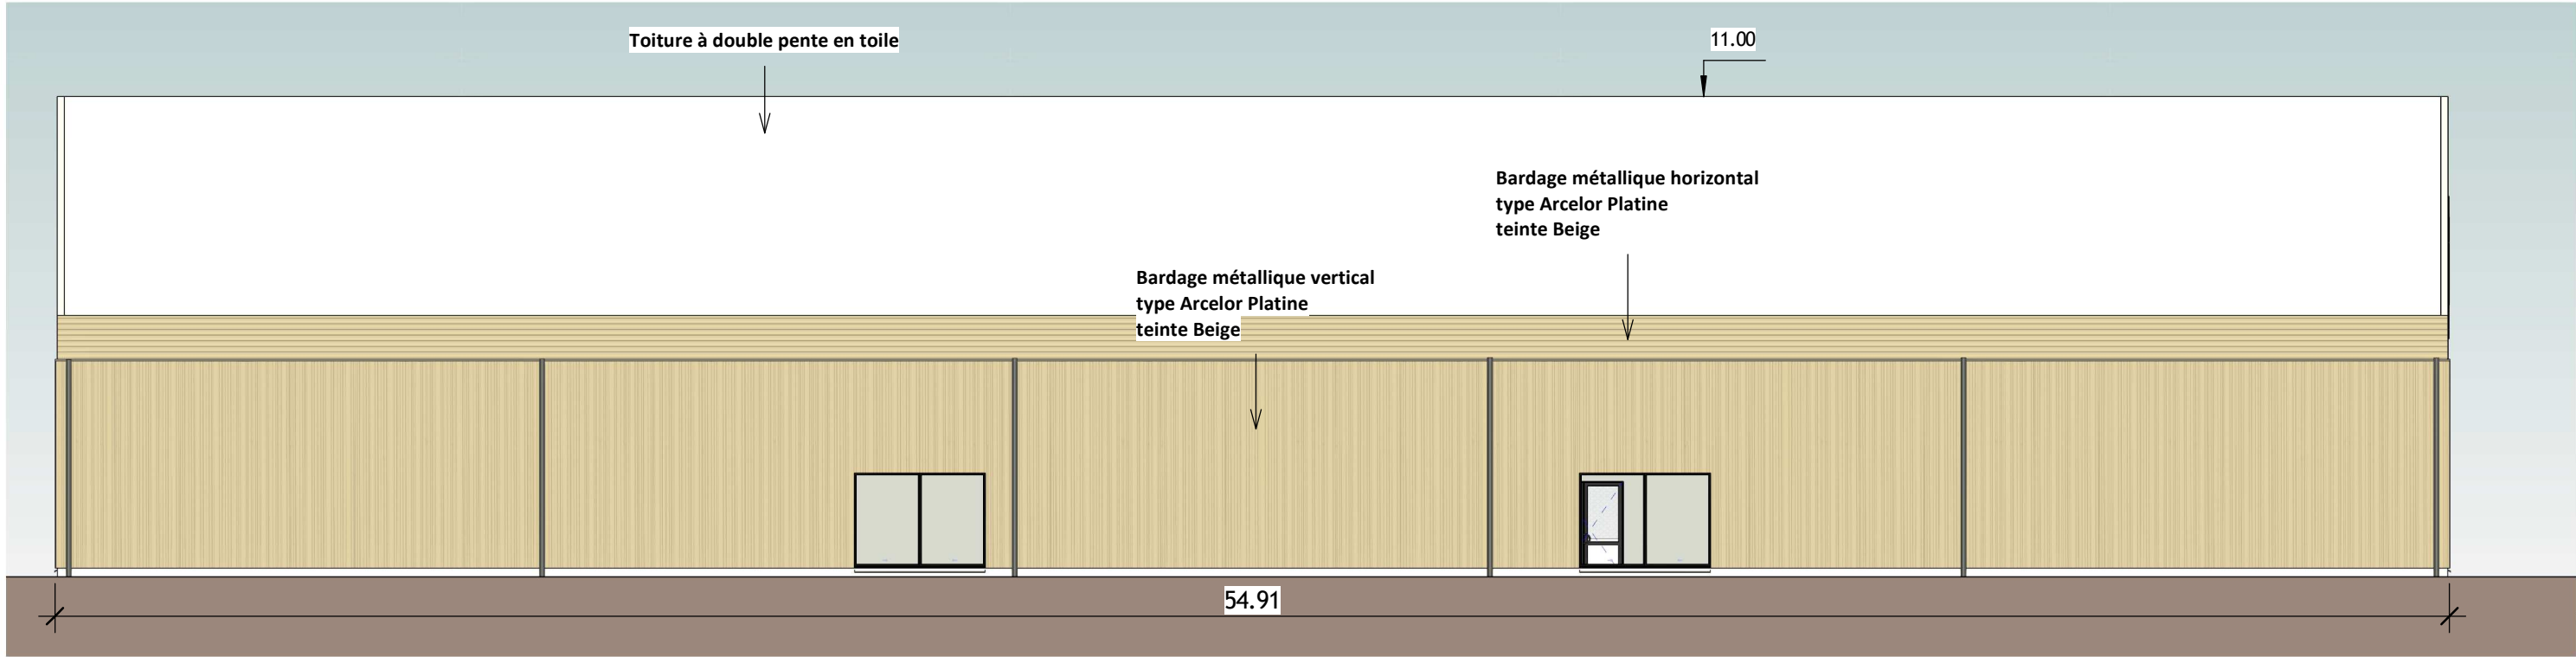 Toiture à double pente en toile
11.00
Bardage métallique horizontal
type Arcelor Platine
teinte Beige
Bardage métallique vertical
type Arcelor Platine
teinte Beige
54.91